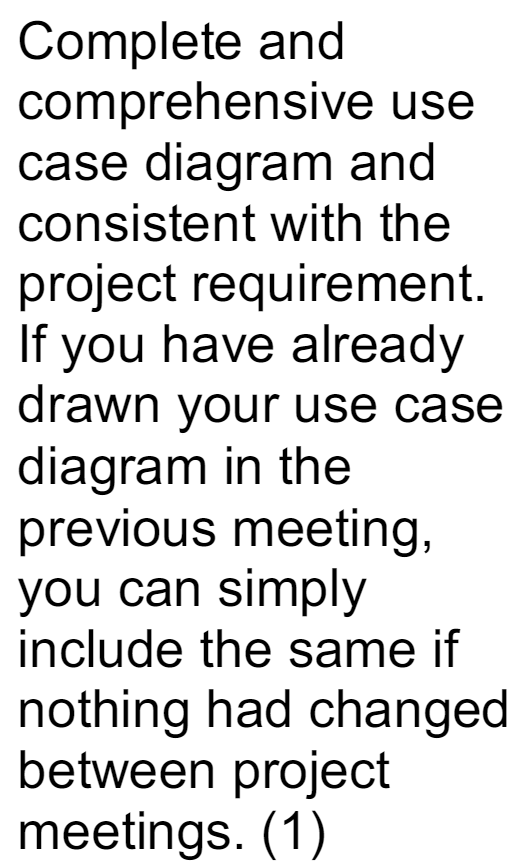 Complete and
comprehensive use
case diagram and
consistent with the
project requirement.
If you have already
drawn your use case
diagram in the
previous meeting,
you can simply
include the same if
nothing had changed
between project
meetings. (1)